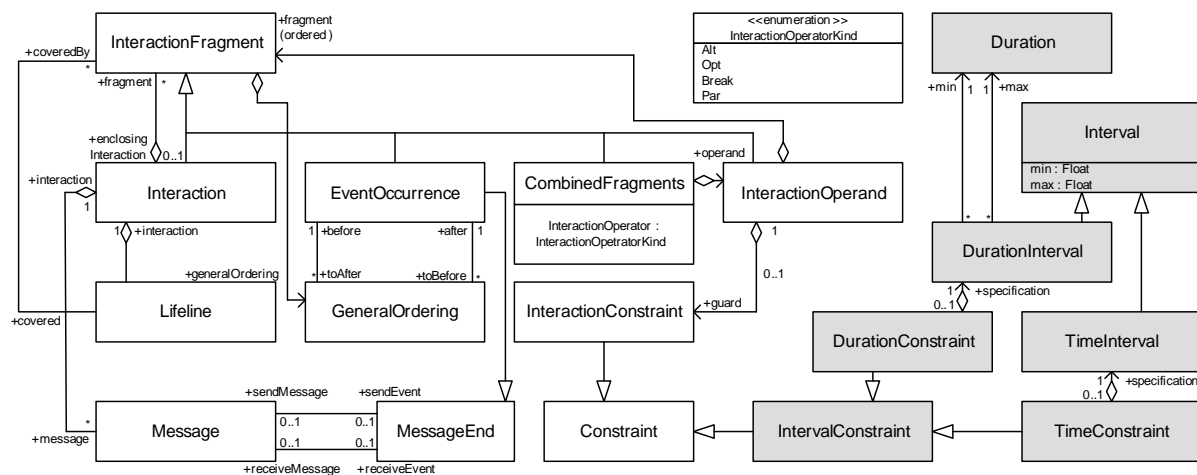 +fragment
(ordered )
<<enumeration >>
InteractionOperatorKind
Alt
Opt
Break
Par
InteractionFragment
Duration
+coveredBy
*
+fragment
*
+min
1
1
+max
Interval
min : Float
max : Float
+enclosing
Interaction
0..1
+operand
+interaction
1
Interaction
EventOccurrence
CombinedFragments
InteractionOperator :
InteractionOpetratorKind
InteractionOperand
1
+interaction
1
+before
+after
1
1
*
*
DurationInterval
+generalOrdering
*
+toAfter
+toBefore
*
0..1
+guard
1
0..1
+specification
Lifeline
GeneralOrdering
InteractionConstraint
+covered
DurationConstraint
TimeInterval
1
0..1
+specification
+sendMessage
+sendEvent
0..1
0..1
*
+message
Message
0..1
0..1
MessageEnd
Constraint
IntervalConstraint
TimeConstraint
+receiveMessage
+receiveEvent